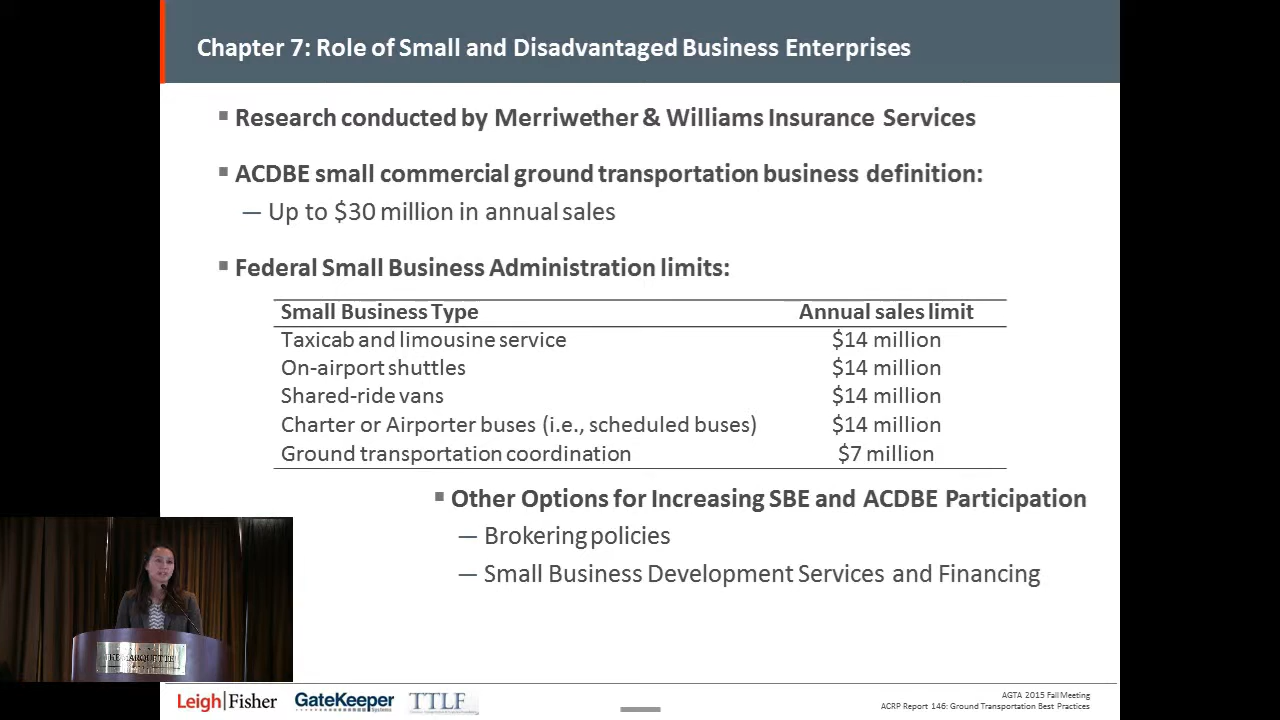 Chapter 7: Role of Small and Disadvantaged Business Enterprises
▪ Research conducted by Merriwether & Williams Insurance Services
▪ ACDBE small commercial ground transportation business definition:
— Up to $30 million in annual sales
▪ Federal Small Business Administration limits:
Small Business Type Annual sales limit
Taxicab and limousine service $14 million
On-airport shuttles $14 million
Shared-ride vans $14 million
Charter or Airporter buses (i.e., scheduled buses) $14 million
Ground transportation coordination $7 million
▪ Other Options for Increasing SBE and ACDBE Participation
— Brokering policies
— Small Business Development Services and Financing
Leigh|Fisher GateKeeper Systems TTLF
AGTA 2015 Fall Meeting
ACRP Report 146: Ground Transportation Best Practices